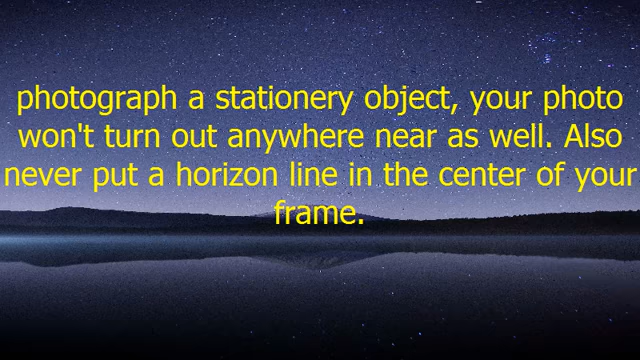 photograph a stationery object, your photo
won't turn out anywhere near as well. Also
never put a horizon line in the center of your
frame.